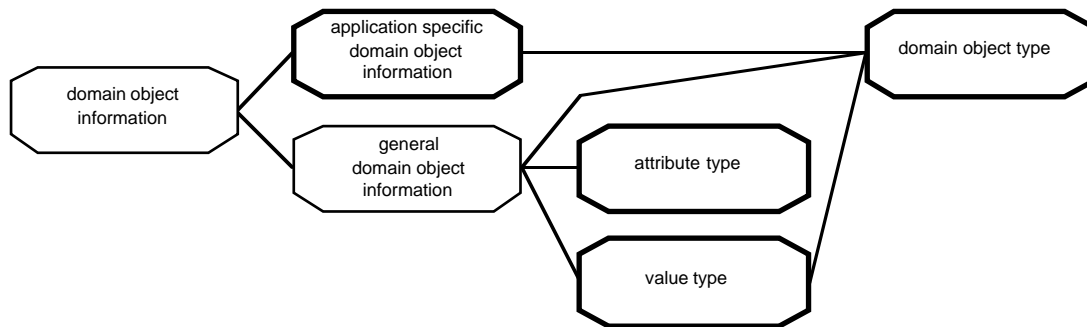 domain object
information
application specific
domain object
information
general
domain object
information
domain object type
attribute type
value type